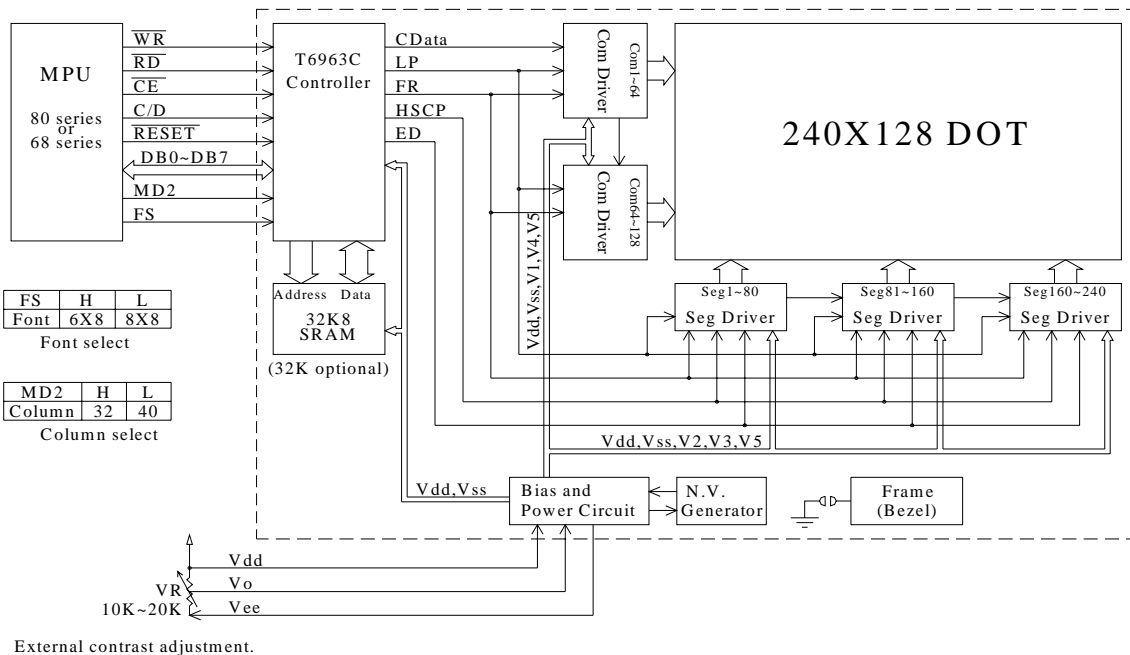 MPU
80 series
or
68 series
WR
RD
CE
C/D
RESET
DB0~DB7
MD2
FS
T6963C
Controller
CData
LP
FR
HSCP
ED
Com Driver
Com1~64
Com Driver
Com64~128
240X128 DOT
Address Data
32K8
SRAM
(32K optional)
Vdd,Vss,V1,V4,V5
Seg1~80
Seg Driver
Seg81~160
Seg Driver
Seg160~240
Seg Driver
FS H L
Font 6X8 8X8
Font select
MD2 H L
Column 32 40
Column select
Vdd,Vss,V2,V3,V5
Vdd,Vss
Bias and
Power Circuit
N.V.
Generator
Frame
(Bezel)
Vdd
Vo
Vee
VR
10K~20K
External contrast adjustment.